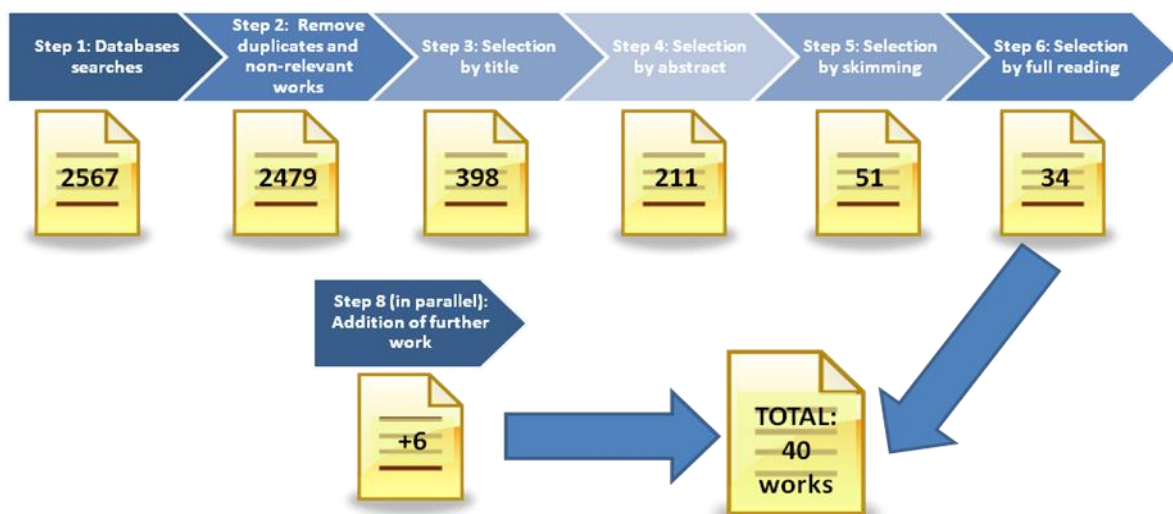 Step 1: Databases
searches
Step 2: Remove
duplicates and
non-relevant
works
Step 3: Selection
by title
Step 4: Selection
by abstract
Step 5: Selection
by skimming
Step 6: Selection
by full reading
2567
2479
398
211
51
34
Step 8 (in parallel):
Addition of further
work
+6
TOTAL:
40
works